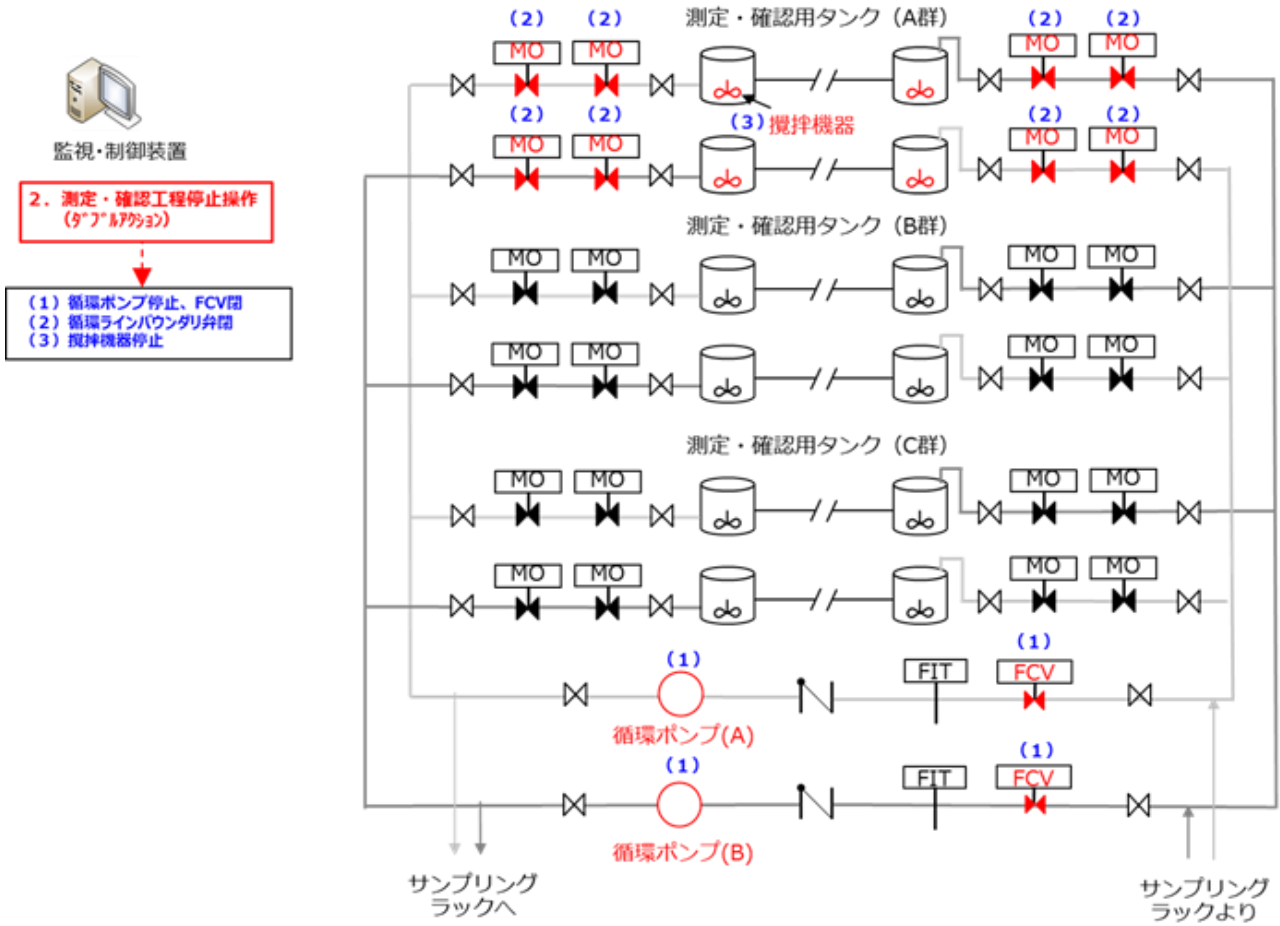 (2) (2) 測定・確認用タンク（A群） (2) (2)
MO MO MO MO
(3) 攪拌機器
(2) (2) (2) (2)
MO MO MO MO
監視・制御装置
2．測定・確認工程停止操作
(ﾀﾞﾌﾞﾙｱｸｼｮﾝ)
(1) 循環ポンプ停止、FCV閉
(2) 循環ラインバウンダリ弁閉
(3) 攪拌機器停止
測定・確認用タンク（B群）
MO MO MO MO
MO MO MO MO
測定・確認用タンク（C群）
MO MO MO MO
MO MO MO MO
(1) FIT (1) FCV
循環ポンプ(A)
(1) FIT (1) FCV
循環ポンプ(B)
サンプリング
ラックへ
サンプリング
ラックより